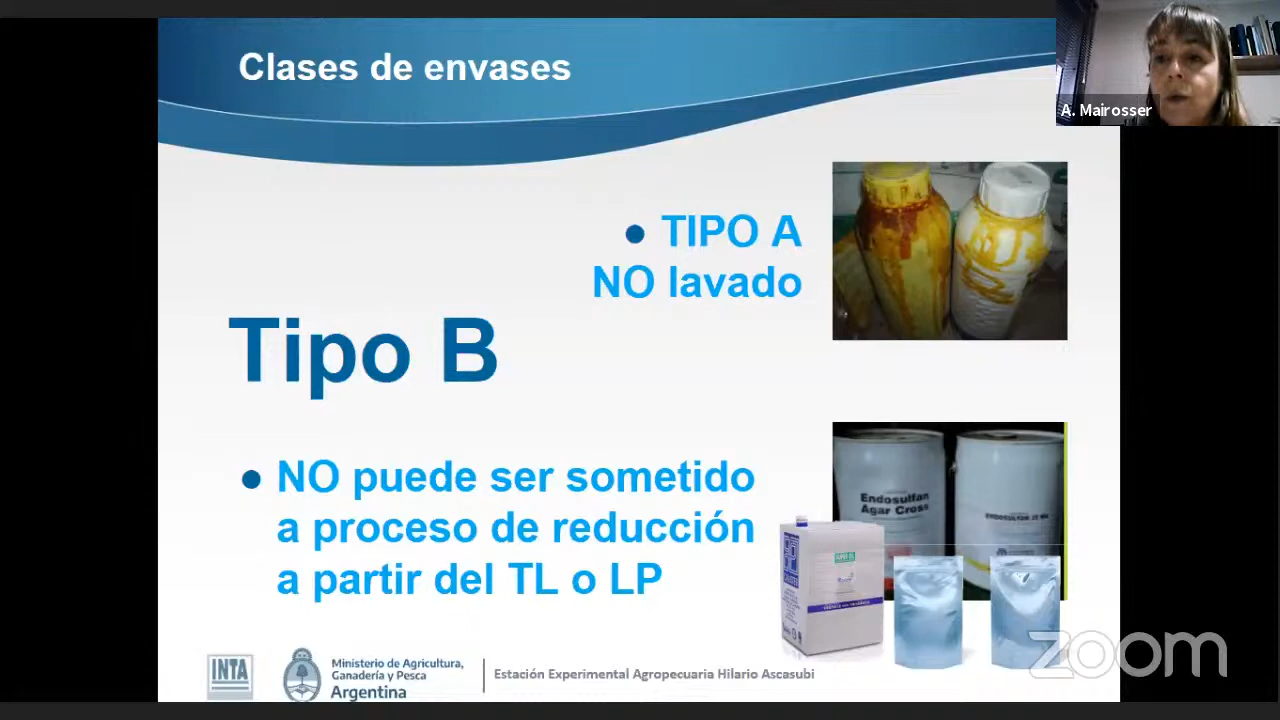 Clases de envases
A. Mairosser
TIPO A
NO lavado
Tipo B
NO puede ser sometido
a proceso de reducción
a partir del TL o LP
Endosulfan
Agar Cross
INTA
Ministerio de Agricultura,
Ganadería y Pesca
Argentina
Estación Experimental Agropecuaria Hilario Ascasubi
zoom